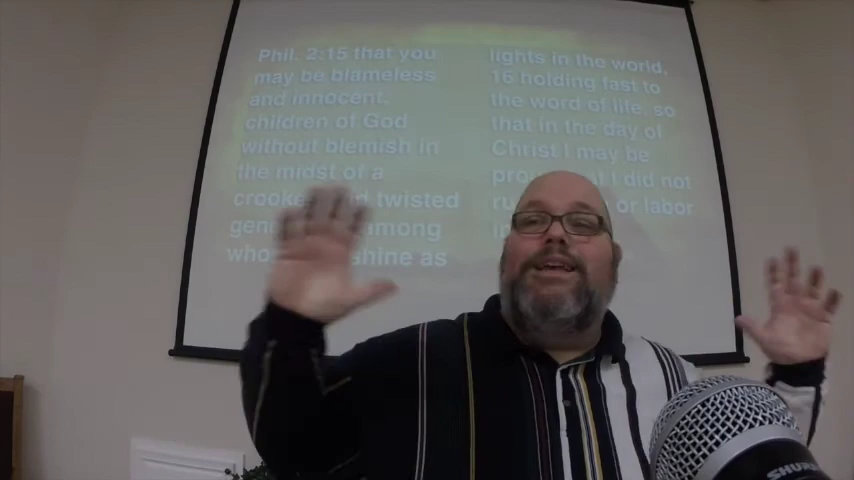 Phil. 2:15 that you
may be blameless
and innocent,
children of God
without blemish in
the midst of a
twisted
among
shine as
lights in the world,
16 holding fast to
the word of life, so
that in the day of
Christ I may be
I did not
or labor
SHURE